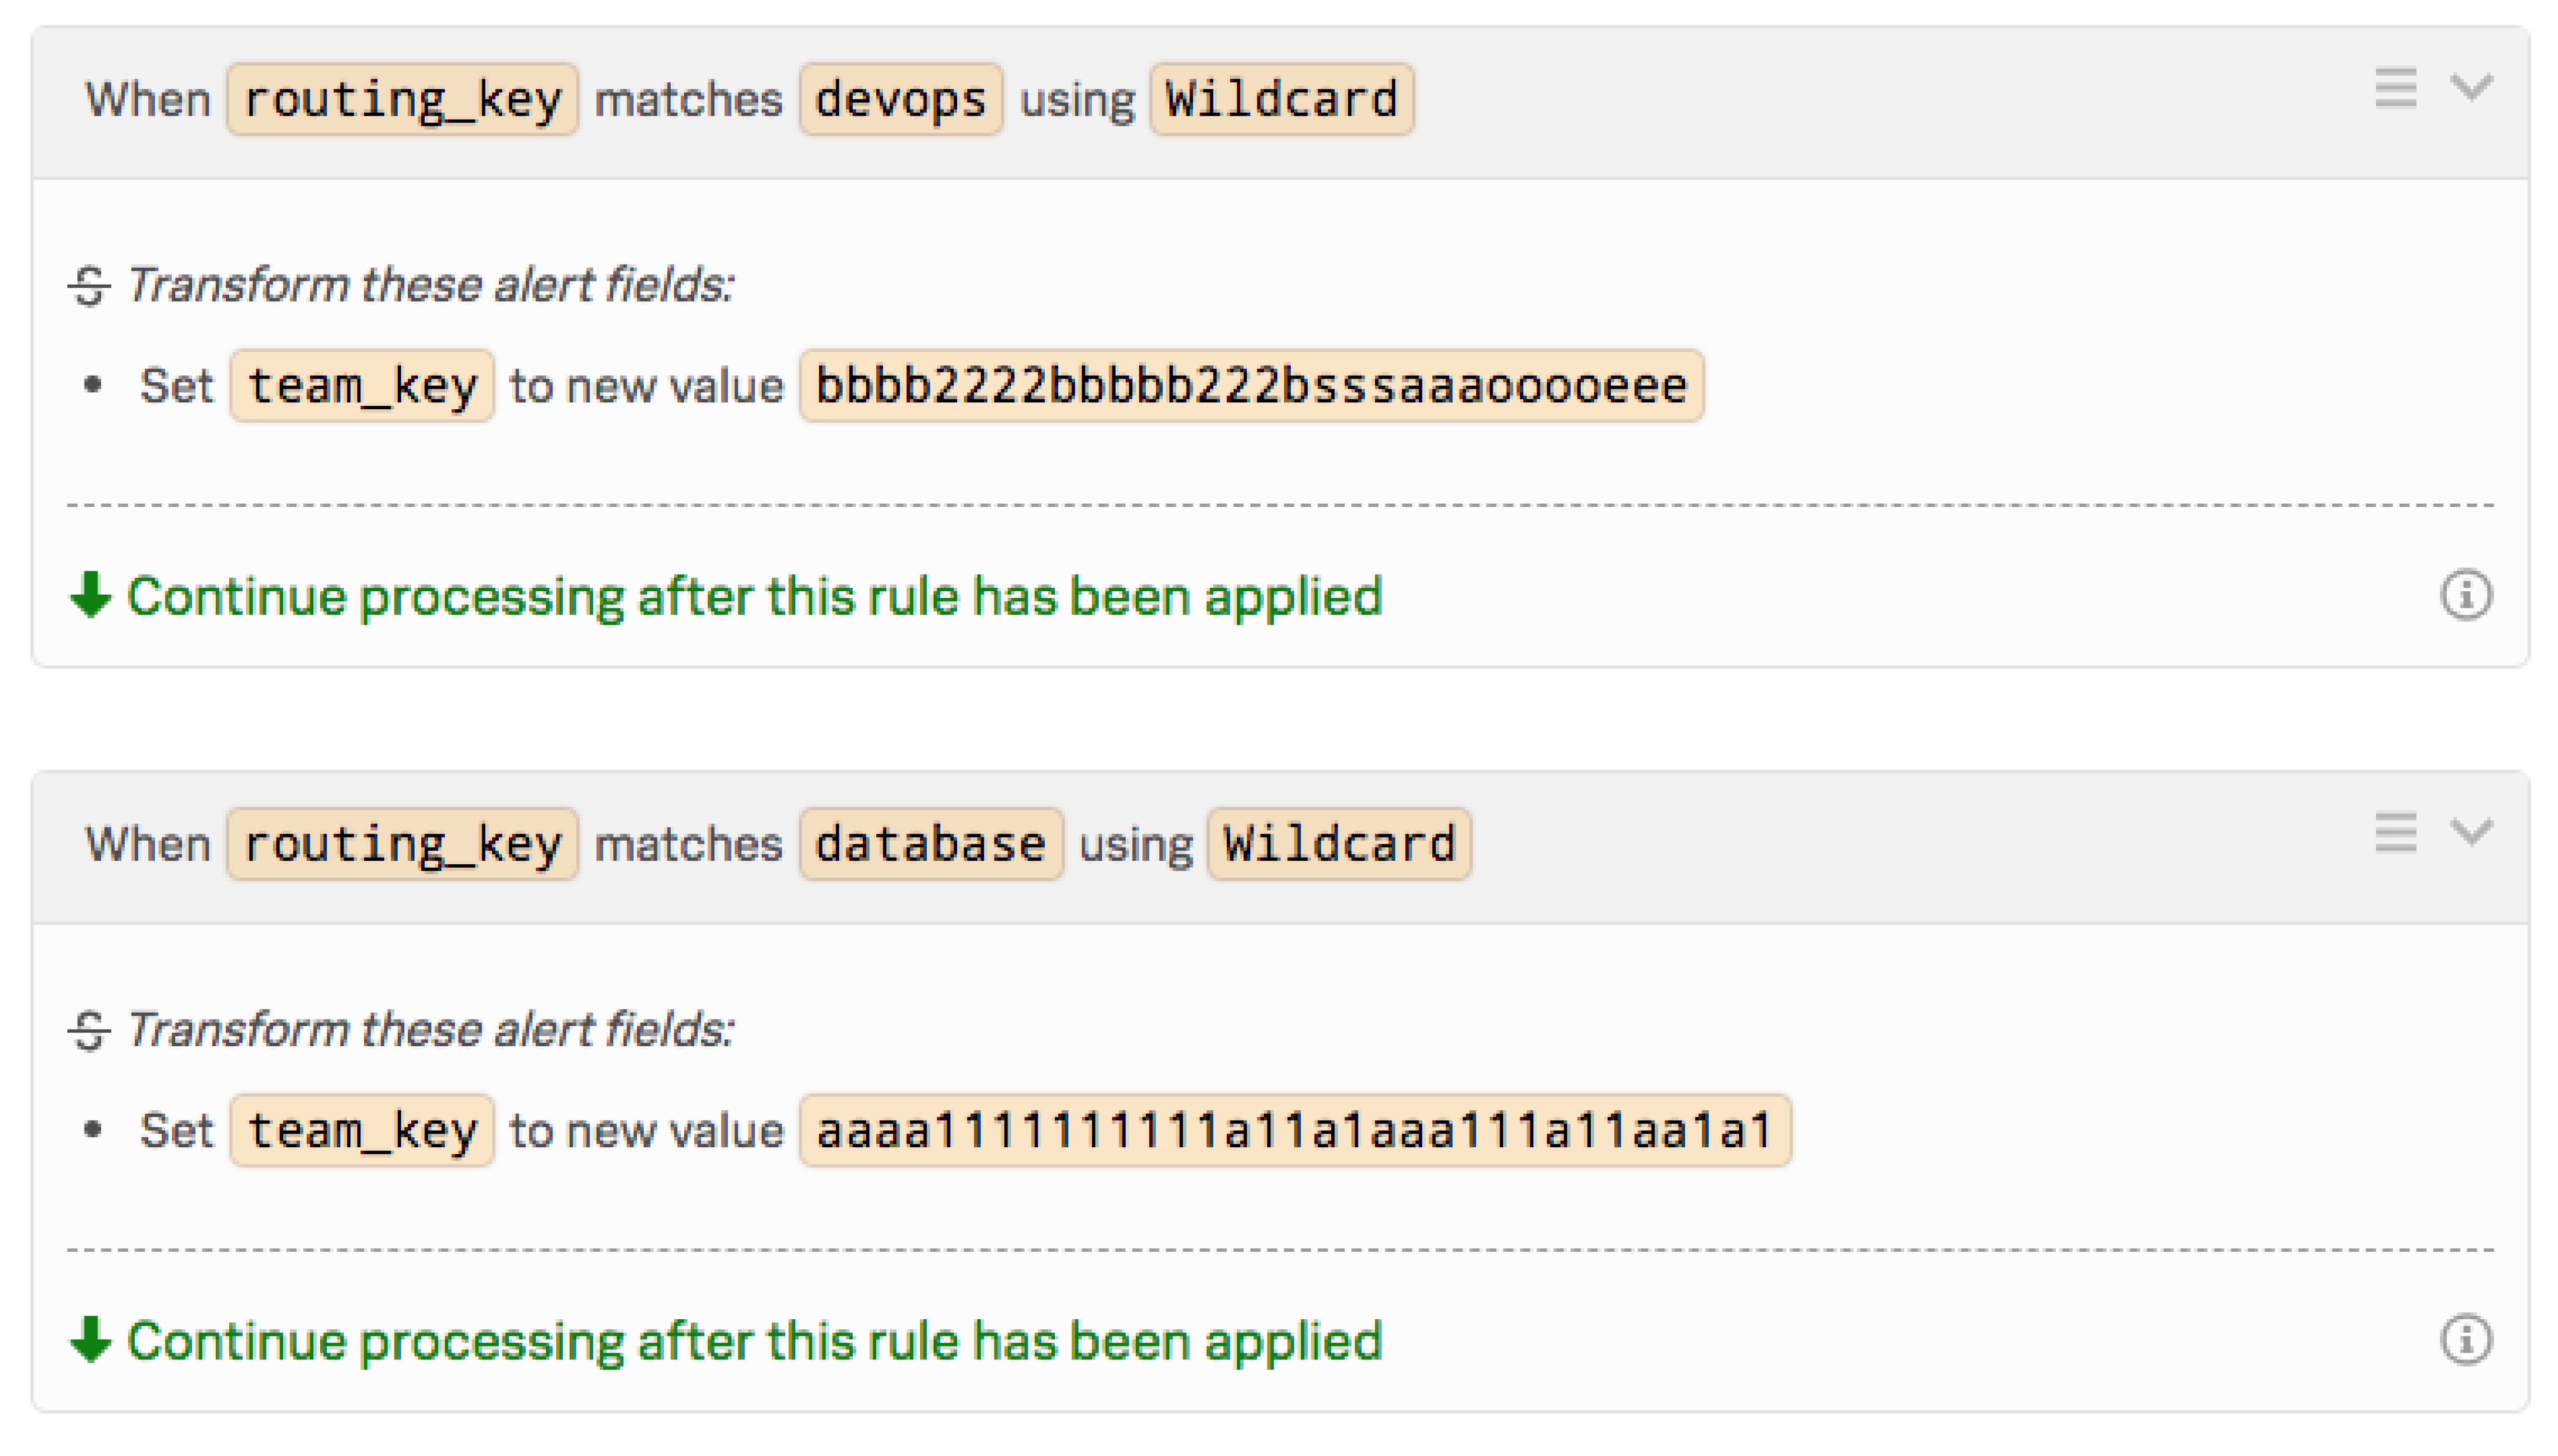 When routing_key matches devops using Wildcard
Transform these alert fields:
• Set team_key to new value bbbb2222bbbbb222bsssaaaooooeee
Continue processing after this rule has been applied
When routing_key matches database using Wildcard
Transform these alert fields:
• Set team_key to new value aaaa1111111111a11a1aaa111a11aa1a1
Continue processing after this rule has been applied